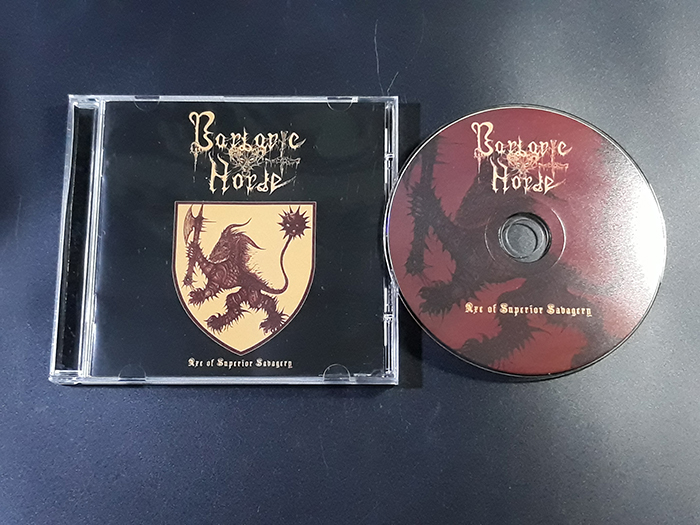 Barbaric
Horde
Axe of Superior Savagery
Barbaric
Horde
Axe of Superior Savagery